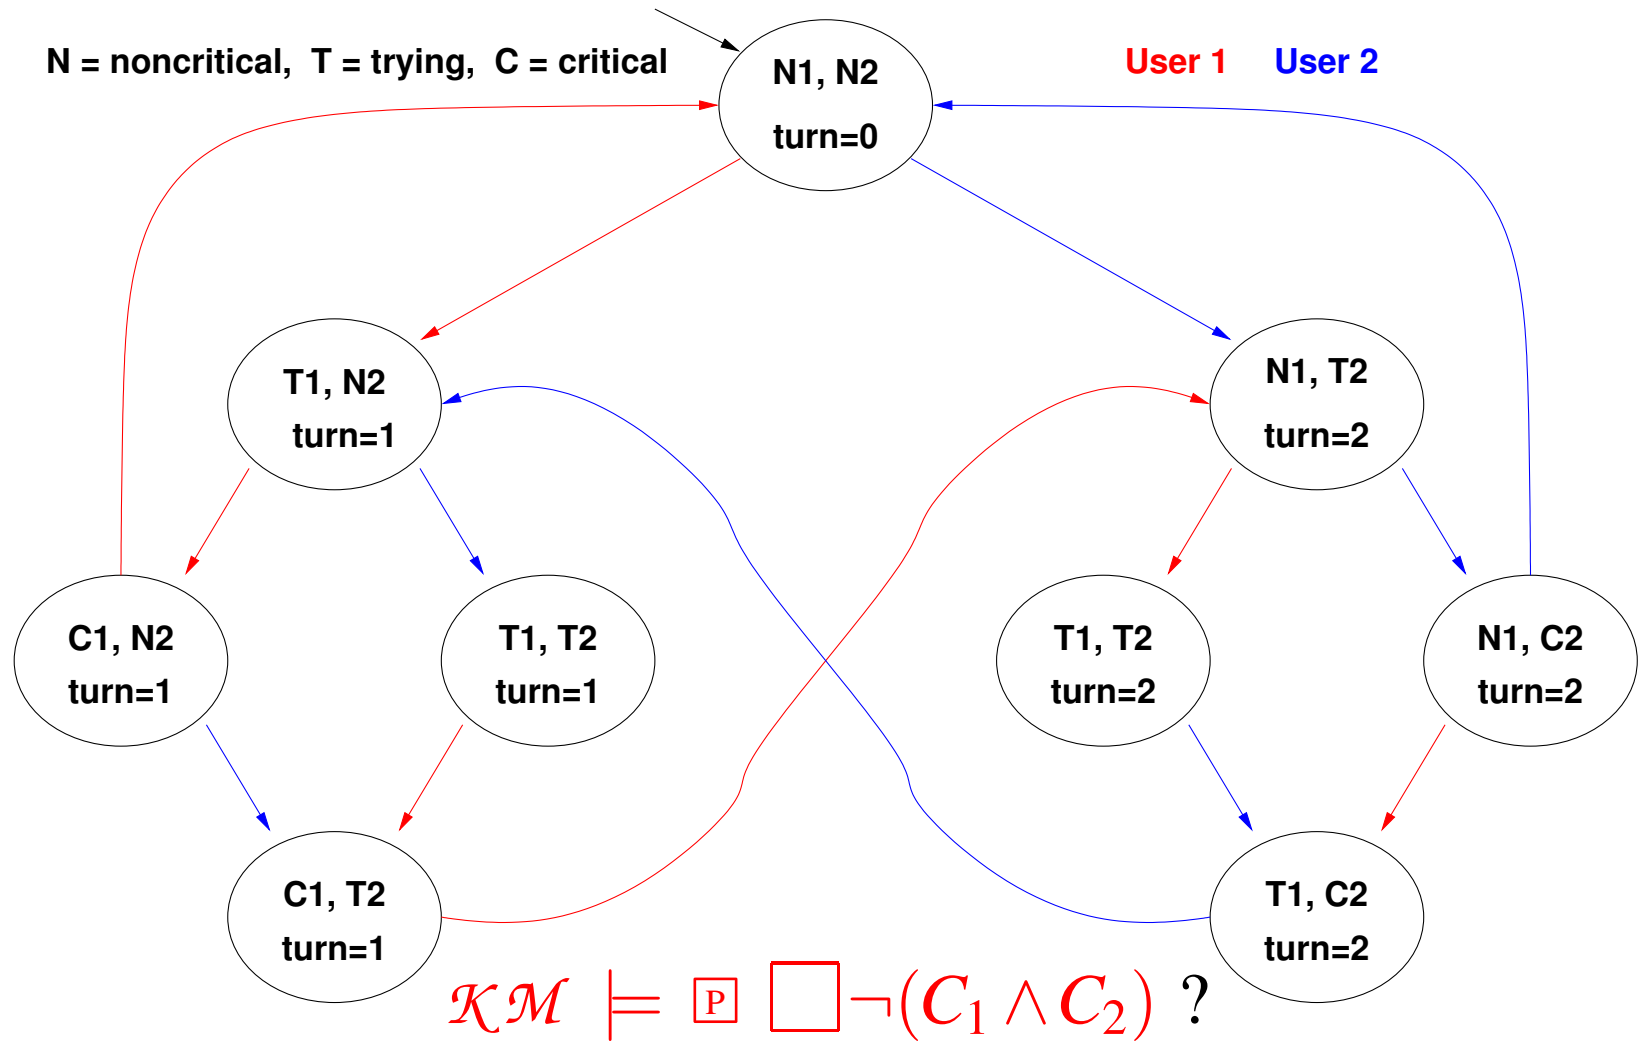 N = noncritical, T = trying, C = critical
User 1 User 2
N1, N2
turn=0
T1, N2
turn=1
N1, T2
turn=2
C1, N2
turn=1
T1, T2
turn=1
T1, T2
turn=2
N1, C2
turn=2
C1, T2
turn=1
T1, C2
turn=2
𝒦ℳ ⊨ 🄿 □¬(C₁ ∧ C₂) ?